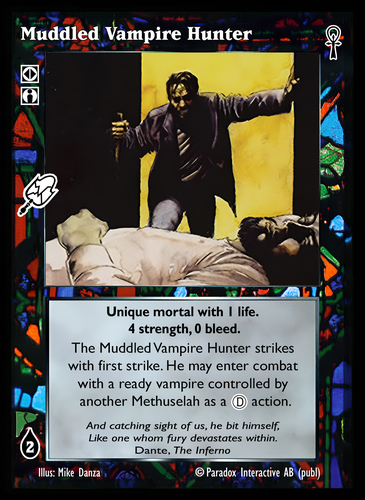 Muddled Vampire Hunter
Unique mortal with 1 life.
4 strength, 0 bleed.
The Muddled Vampire Hunter strikes
with first strike. He may enter combat
with a ready vampire controlled by
another Methuselah as a Ⓓ action.
And catching sight of us, he bit himself,
Like one whom fury devastates within.
Dante, The Inferno
2
Illus: Mike Danza
© Paradox Interactive AB (publ)